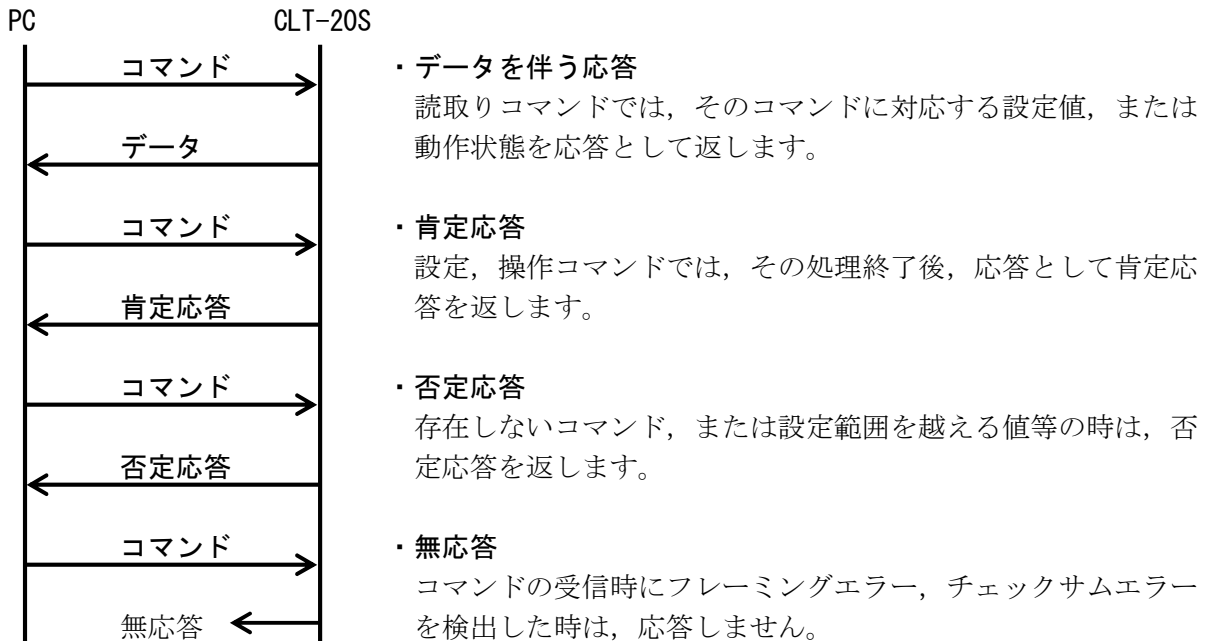 PC CLT-20S
コマンド
・データを伴う応答
読取りコマンドでは，そのコマンドに対応する設定値，または
データ
動作状態を応答として返します。
コマンド
・肯定応答
設定，操作コマンドでは，その処理終了後，応答として肯定応
肯定応答
答を返します。
コマンド
・否定応答
存在しないコマンド，または設定範囲を越える値等の時は，否
否定応答
定応答を返します。
コマンド
・無応答
コマンドの受信時にフレーミングエラー，チェックサムエラー
無応答
を検出した時は，応答しません。